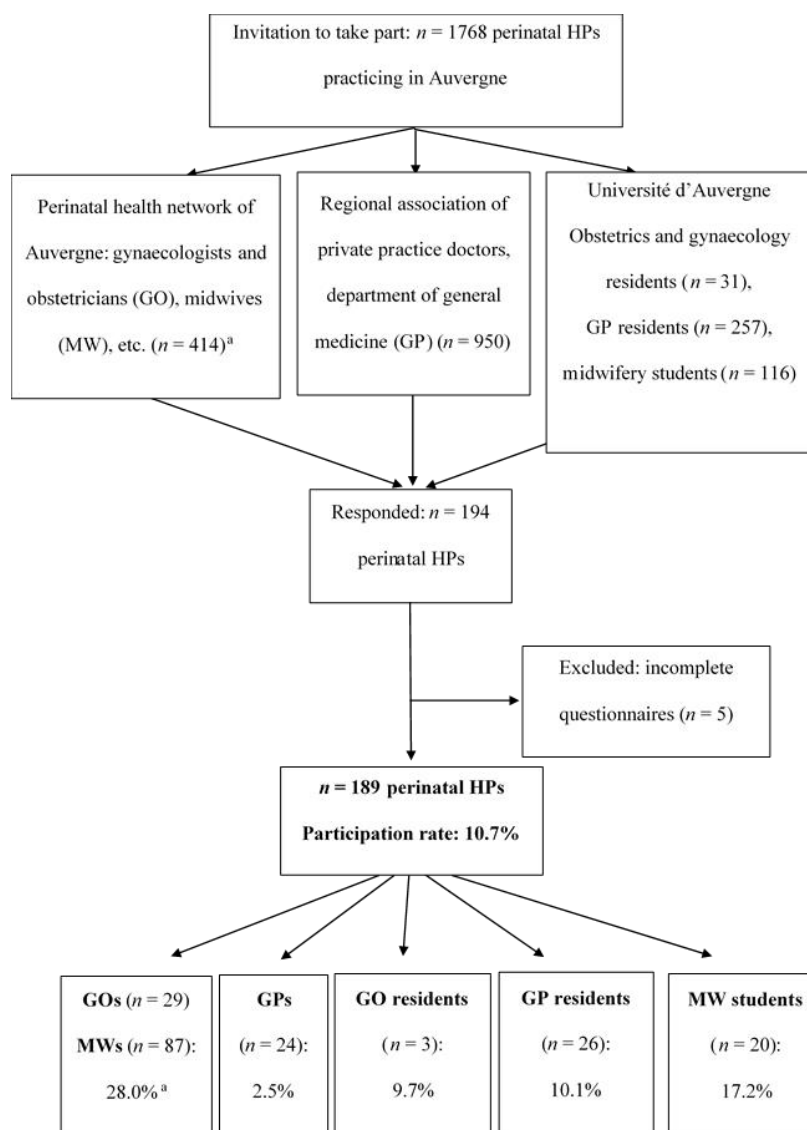 Invitation to take part: n = 1768 perinatal HPs
practicing in Auvergne
Perinatal health network of
Auvergne: gynaecologists and
obstetricians (GO), midwives
(MW), etc. (n = 414)ᵃ
Regional association of
private practice doctors,
department of general
medicine (GP) (n = 950)
Université d’Auvergne
Obstetrics and gynaecology
residents (n = 31),
GP residents (n = 257),
midwifery students (n = 116)
Responded: n = 194
perinatal HPs
Excluded: incomplete
questionnaires (n = 5)
n = 189 perinatal HPs
Participation rate: 10.7%
GOs (n = 29)
MWs (n = 87):
28.0% ᵃ
GPs
(n = 24):
2.5%
GO residents
(n = 3):
9.7%
GP residents
(n = 26):
10.1%
MW students
(n = 20):
17.2%